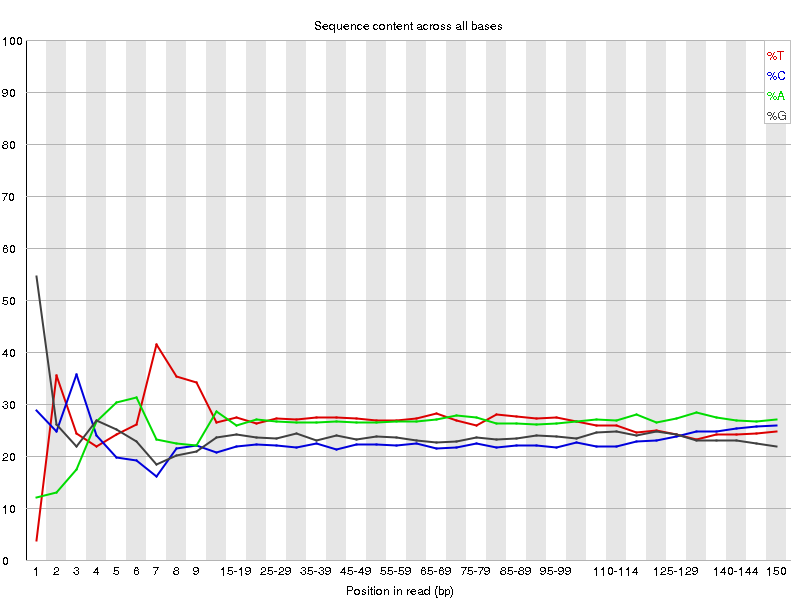 Sequence content across all bases
100
90
80
70
60
50
40
30
20
10
0
%T
%C
%A
%G
1 2 3 4 5 6 7 8 9 15-19 25-29 35-39 45-49 55-59 65-69 75-79 85-89 95-99 110-114 125-129 140-144 150
Position in read (bp)